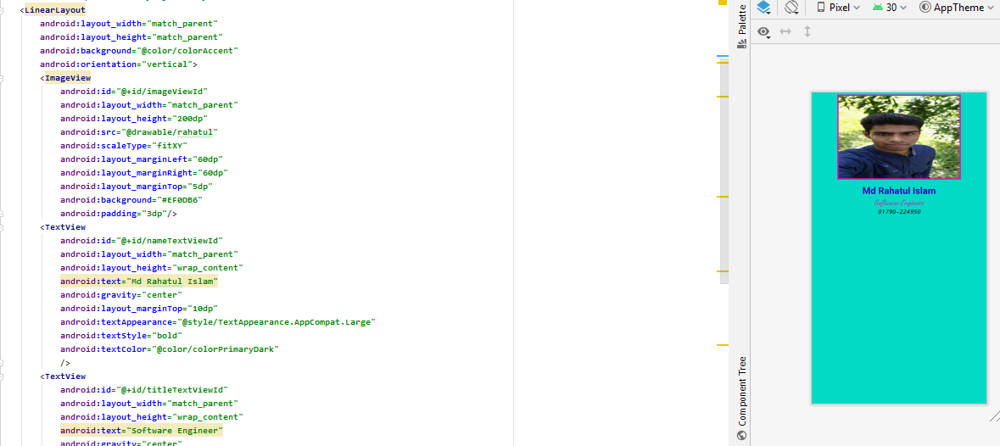 <LinearLayout
android:layout_width="match_parent"
android:layout_height="match_parent"
android:background="@color/colorAccent"
android:orientation="vertical">
<ImageView
android:id="@+id/imageViewId"
android:layout_width="match_parent"
android:layout_height="200dp"
android:src="@drawable/rahatul"
android:scaleType="fitXY"
android:layout_marginLeft="60dp"
android:layout_marginRight="60dp"
android:layout_marginTop="5dp"
android:background="#EF0DB6"
android:padding="3dp"/>
<TextView
android:id="@+id/nameTextViewId"
android:layout_width="match_parent"
android:layout_height="wrap_content"
android:text="Md Rahatul Islam"
android:gravity="center"
android:layout_marginTop="10dp"
android:textAppearance="@style/TextAppearance.AppCompat.Large"
android:textStyle="bold"
android:textColor="@color/colorPrimaryDark"
/>
<TextView
android:id="@+id/titleTextViewId"
android:layout_width="match_parent"
android:layout_height="wrap_content"
android:text="Software Engineer"
android:gravity="center"
Palette
Component Tree
Pixel
30
AppTheme
Md Rahatul Islam
Software Engineer
01790-224950